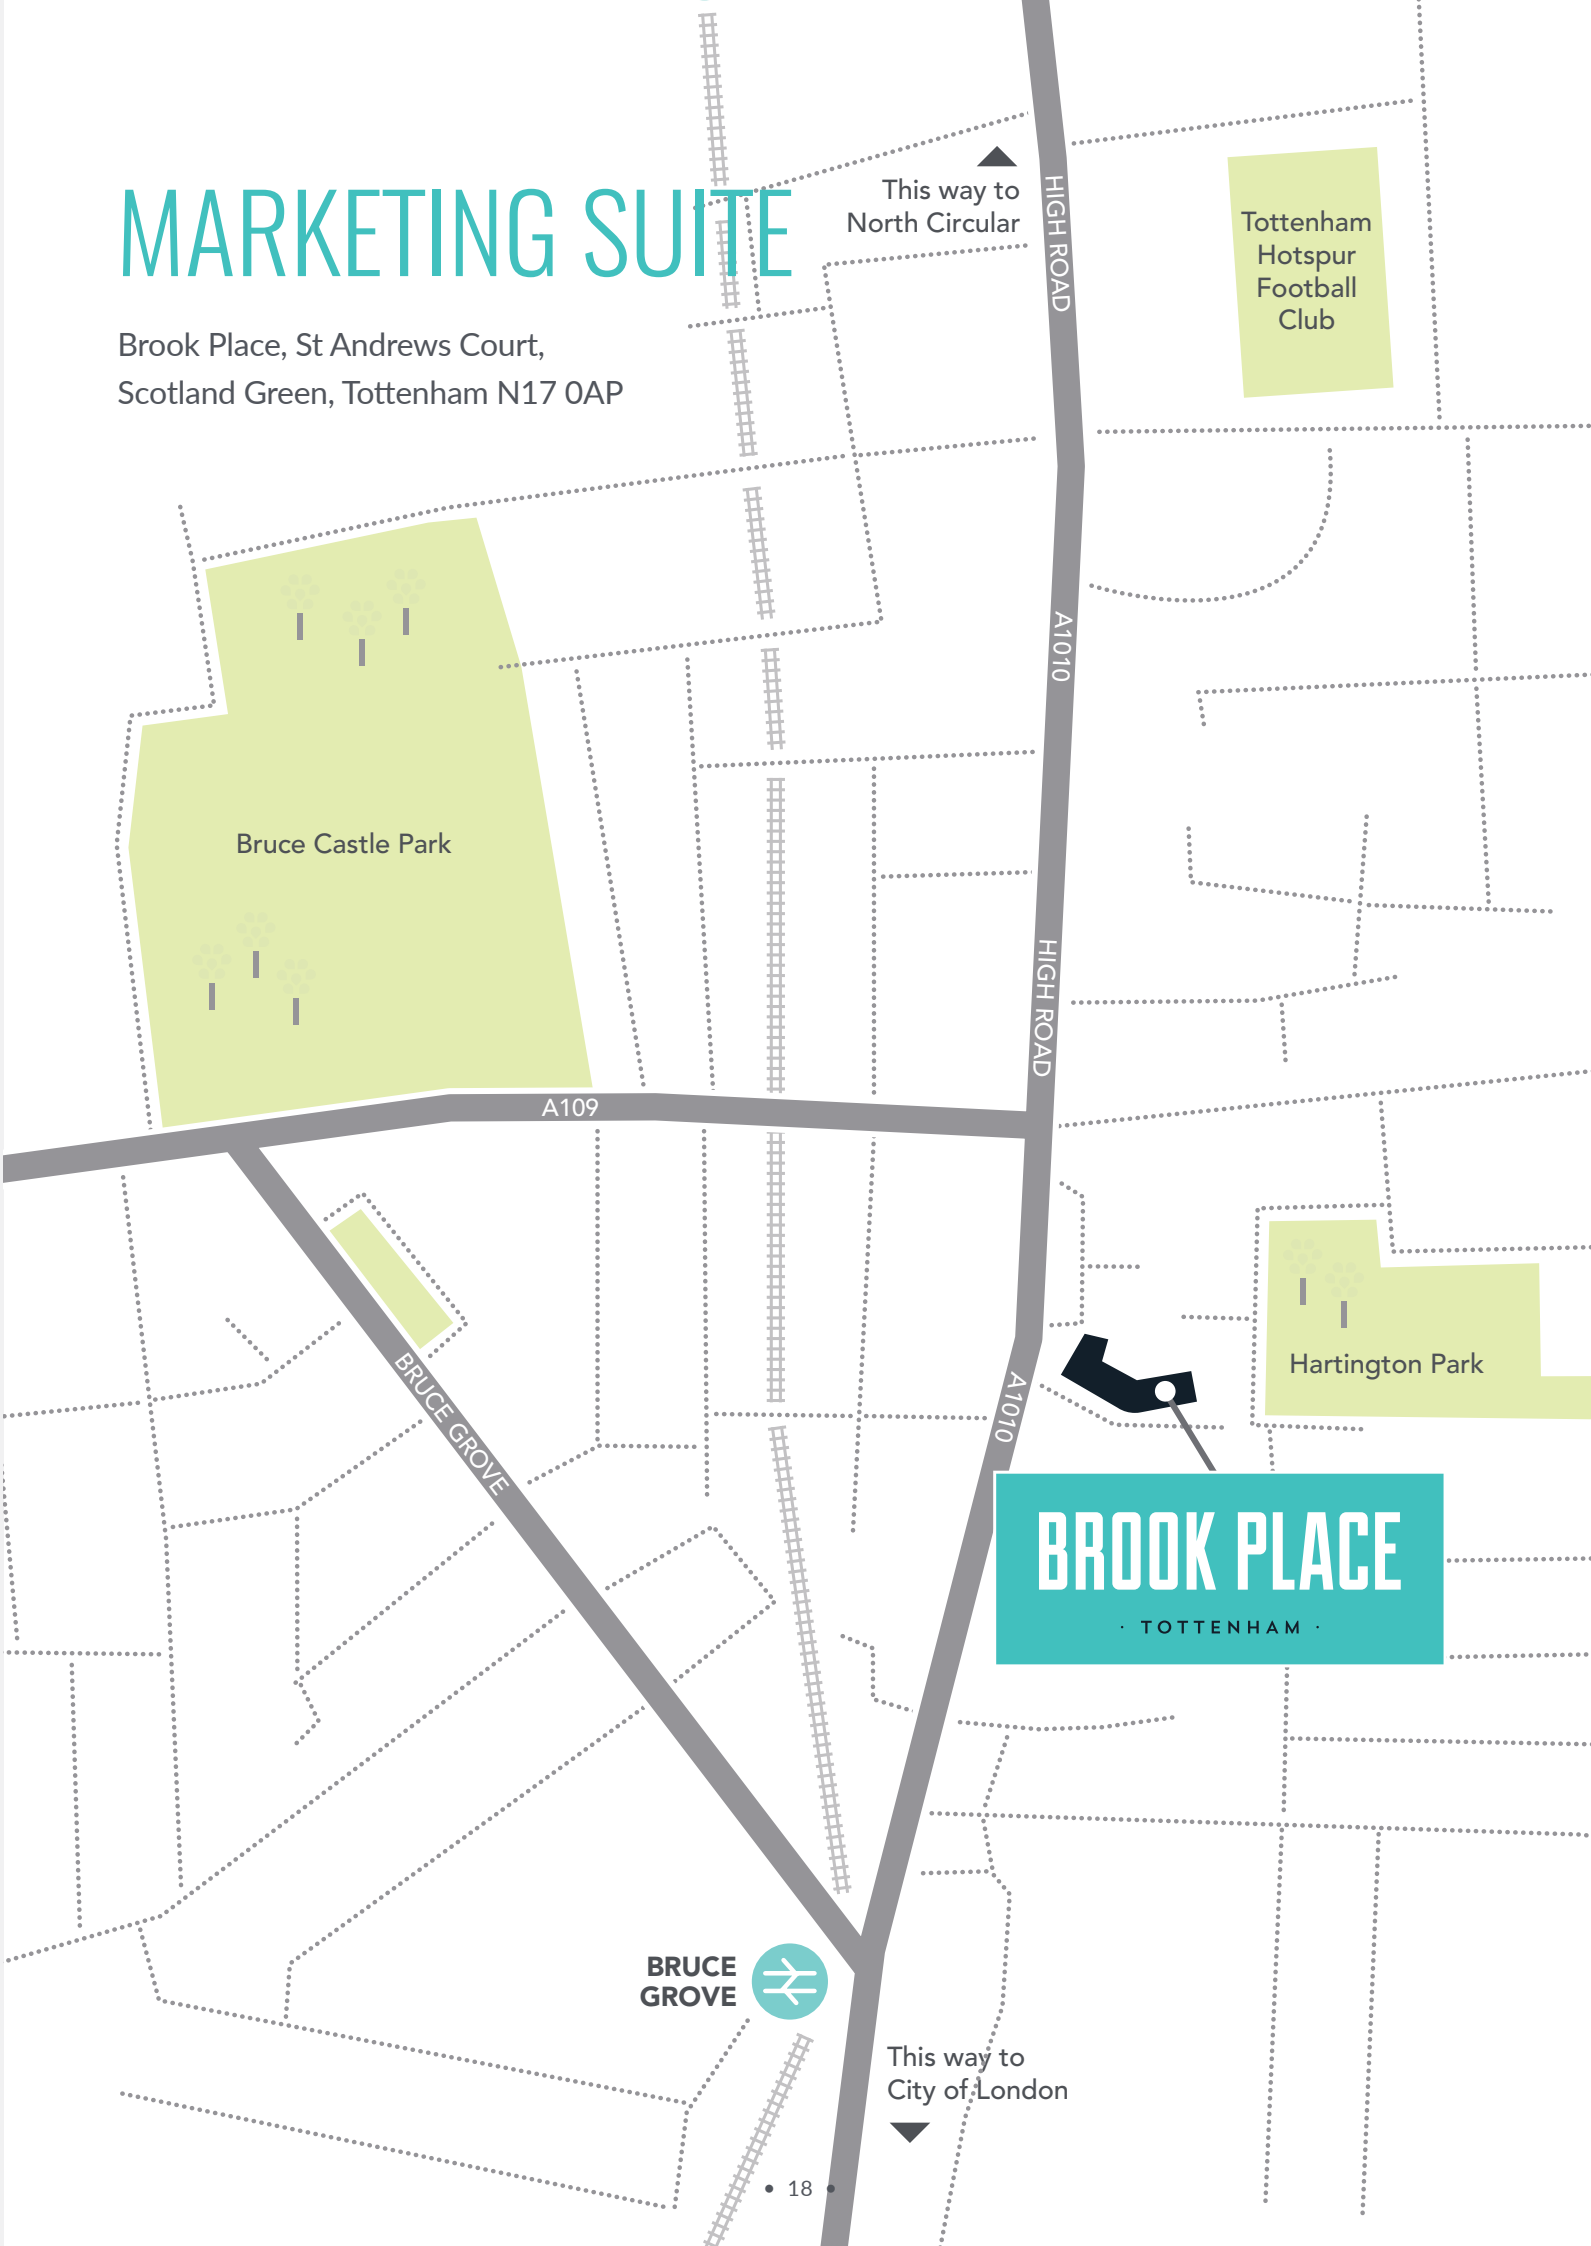 MARKETING SUITE
Brook Place, St Andrews Court,
Scotland Green, Tottenham N17 0AP
This way to
North Circular
HIGH ROAD
Tottenham
Hotspur
Football
Club
A1010
Bruce Castle Park
HIGH ROAD
A109
Hartington Park
BRUCE GROVE
A1010
BROOK PLACE
· TOTTENHAM ·
BRUCE
GROVE
This way to
City of London
• 18 •